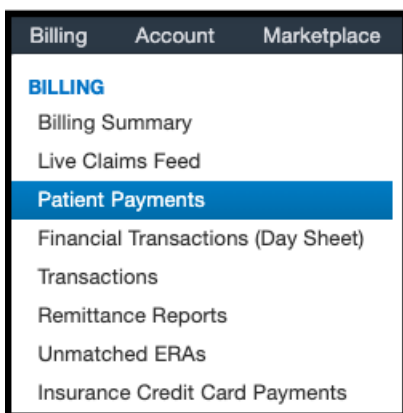 Billing Account Marketplace
BILLING
Billing Summary
Live Claims Feed
Patient Payments
Financial Transactions (Day Sheet)
Transactions
Remittance Reports
Unmatched ERAs
Insurance Credit Card Payments